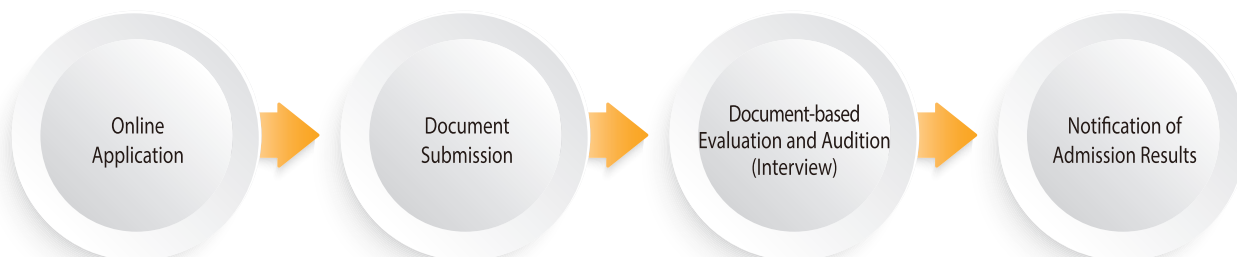 Online
Application
Document
Submission
Document-based
Evaluation and Audition
(Interview)
Notification of
Admission Results